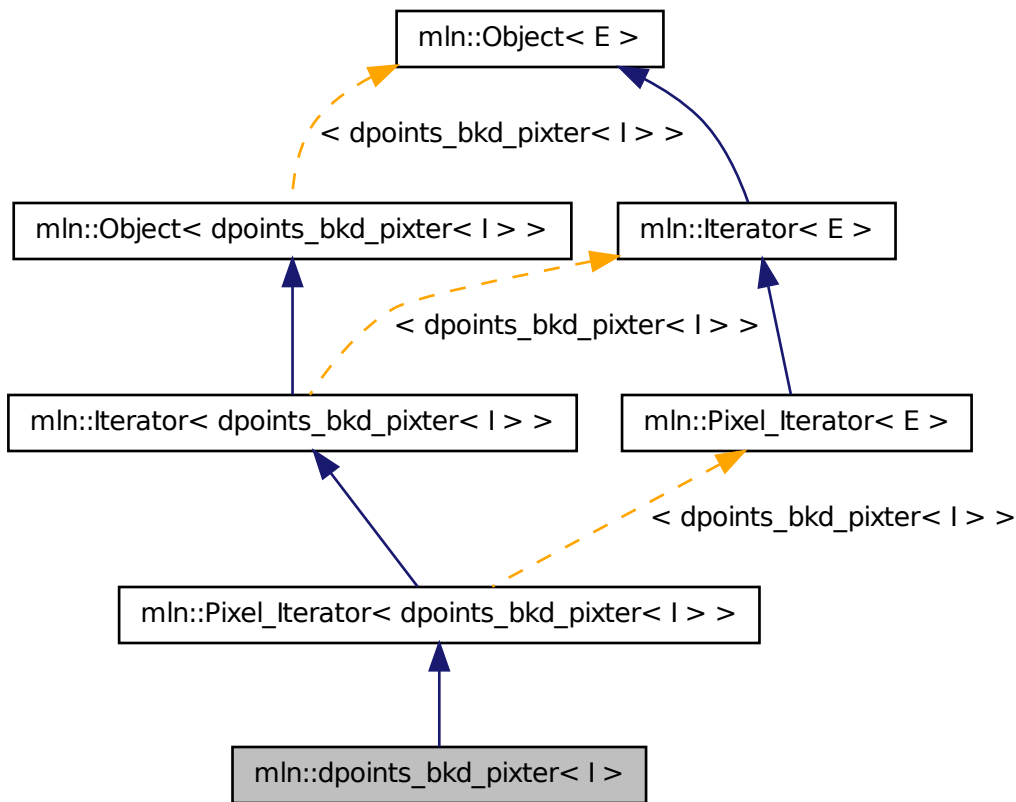 mln::Object< E >
< dpoints_bkd_pixter< I > >
mln::Object< dpoints_bkd_pixter< I > >
mln::Iterator< E >
< dpoints_bkd_pixter< I > >
mln::Iterator< dpoints_bkd_pixter< I > >
mln::Pixel_Iterator< E >
< dpoints_bkd_pixter< I > >
mln::Pixel_Iterator< dpoints_bkd_pixter< I > >
mln::dpoints_bkd_pixter< I >